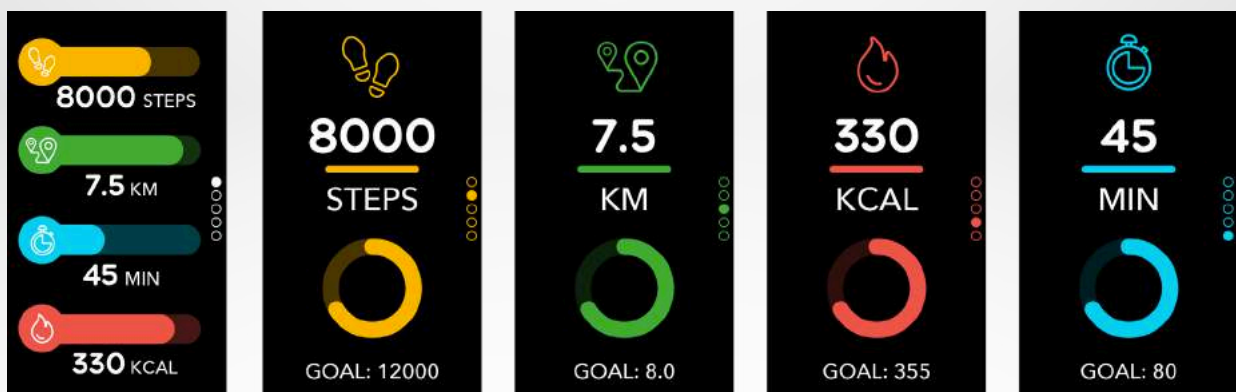 8000 STEPS
7.5 KM
45 MIN
330 KCAL
8000
STEPS
GOAL: 12000
7.5
KM
GOAL: 8.0
330
KCAL
GOAL: 355
45
MIN
GOAL: 80